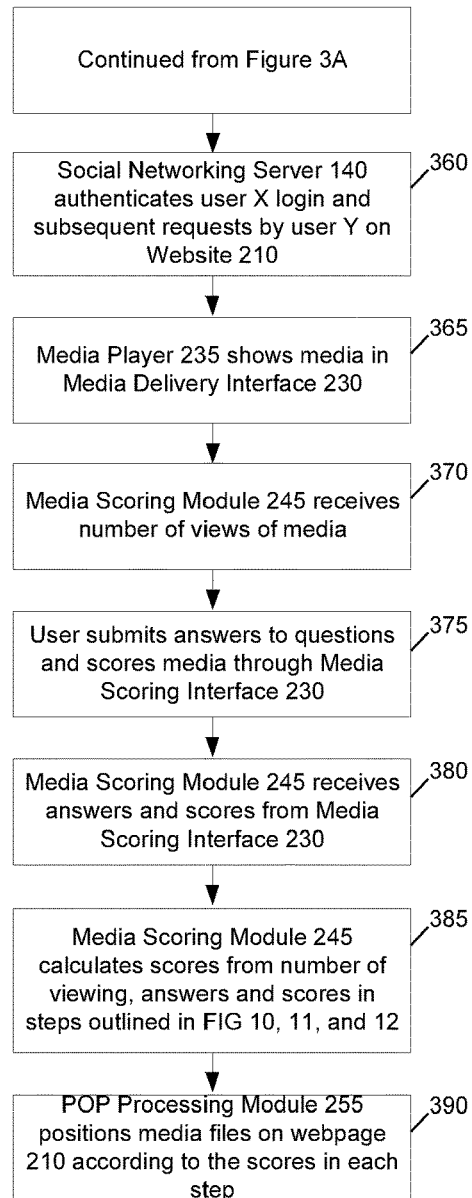 Continued from Figure 3A
360
Social Networking Server 140
authenticates user X login and
subsequent requests by user Y on
Website 210
365
Media Player 235 shows media in
Media Delivery Interface 230
370
Media Scoring Module 245 receives
number of views of media
375
User submits answers to questions
and scores media through Media
Scoring Interface 230
380
Media Scoring Module 245 receives
answers and scores from Media
Scoring Interface 230
385
Media Scoring Module 245
calculates scores from number of
viewing, answers and scores in
steps outlined in FIG 10, 11, and 12
390
POP Processing Module 255
positions media files on webpage
210 according to the scores in each
step